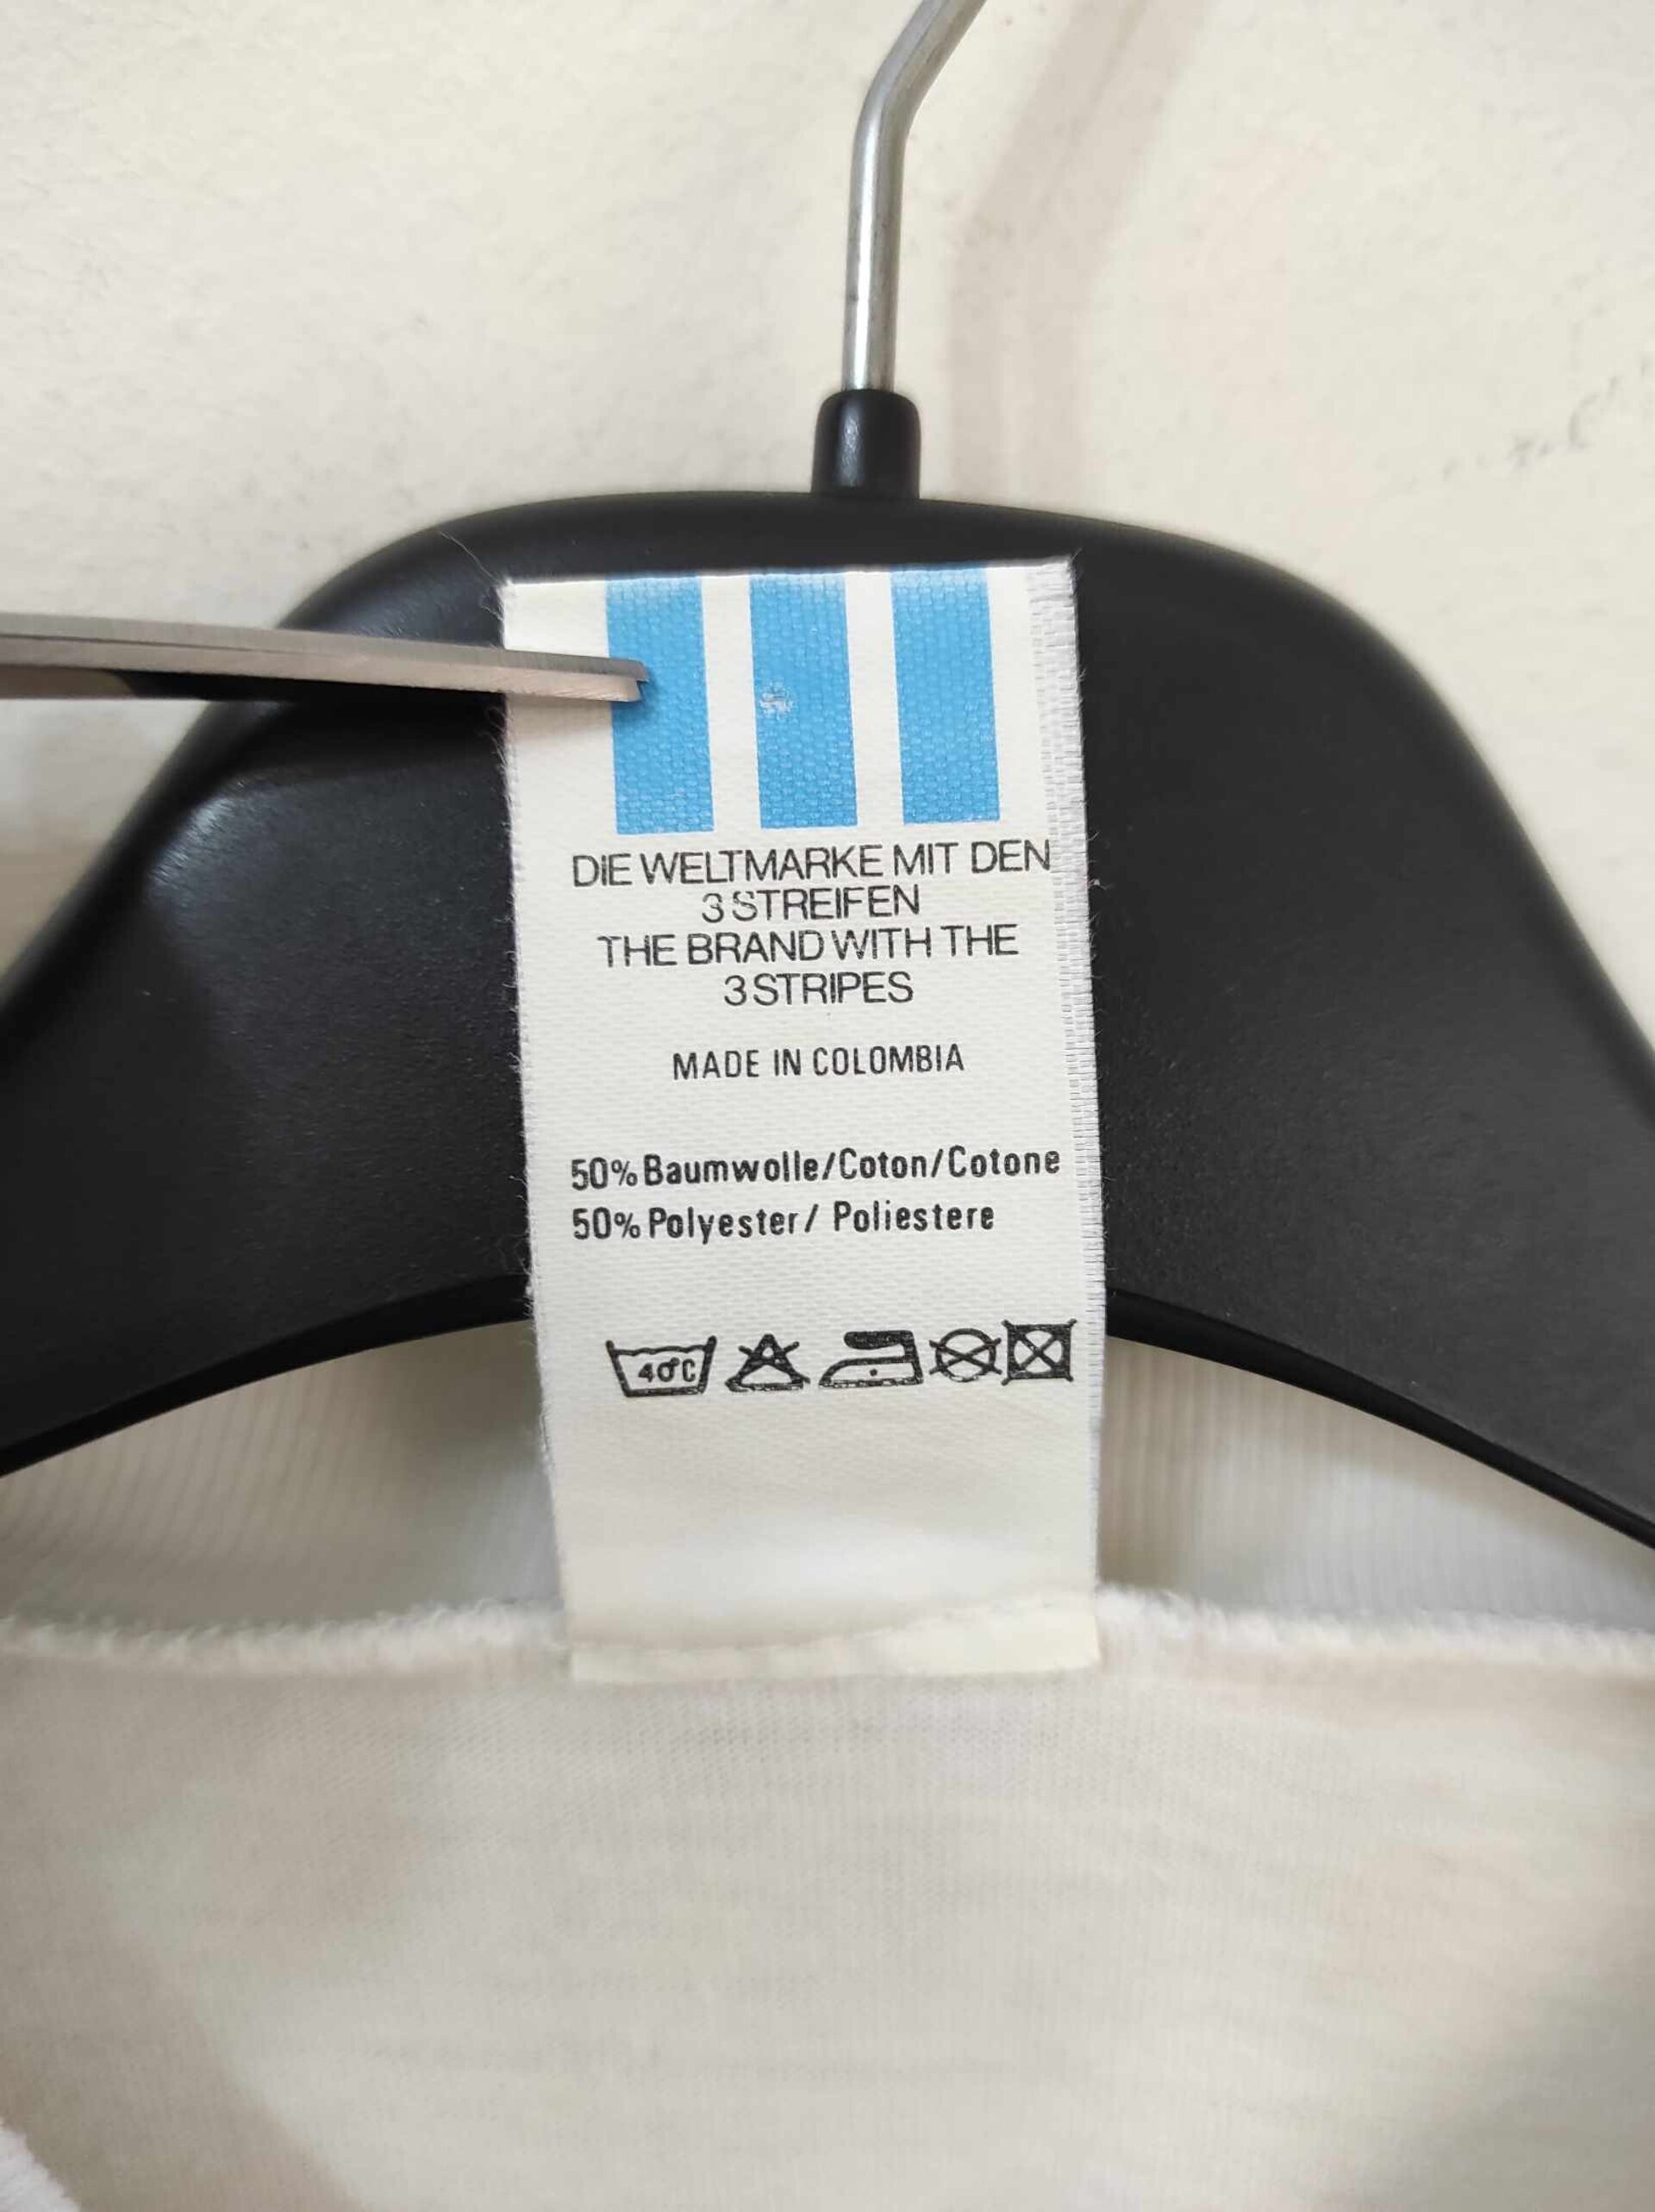 DIE WELTMARKE MIT DEN
3 STREIFEN
THE BRAND WITH THE
3 STRIPES
MADE IN COLOMBIA
50% Baumwolle/Coton/Cotone
50% Polyester/ Poliestere
40°C